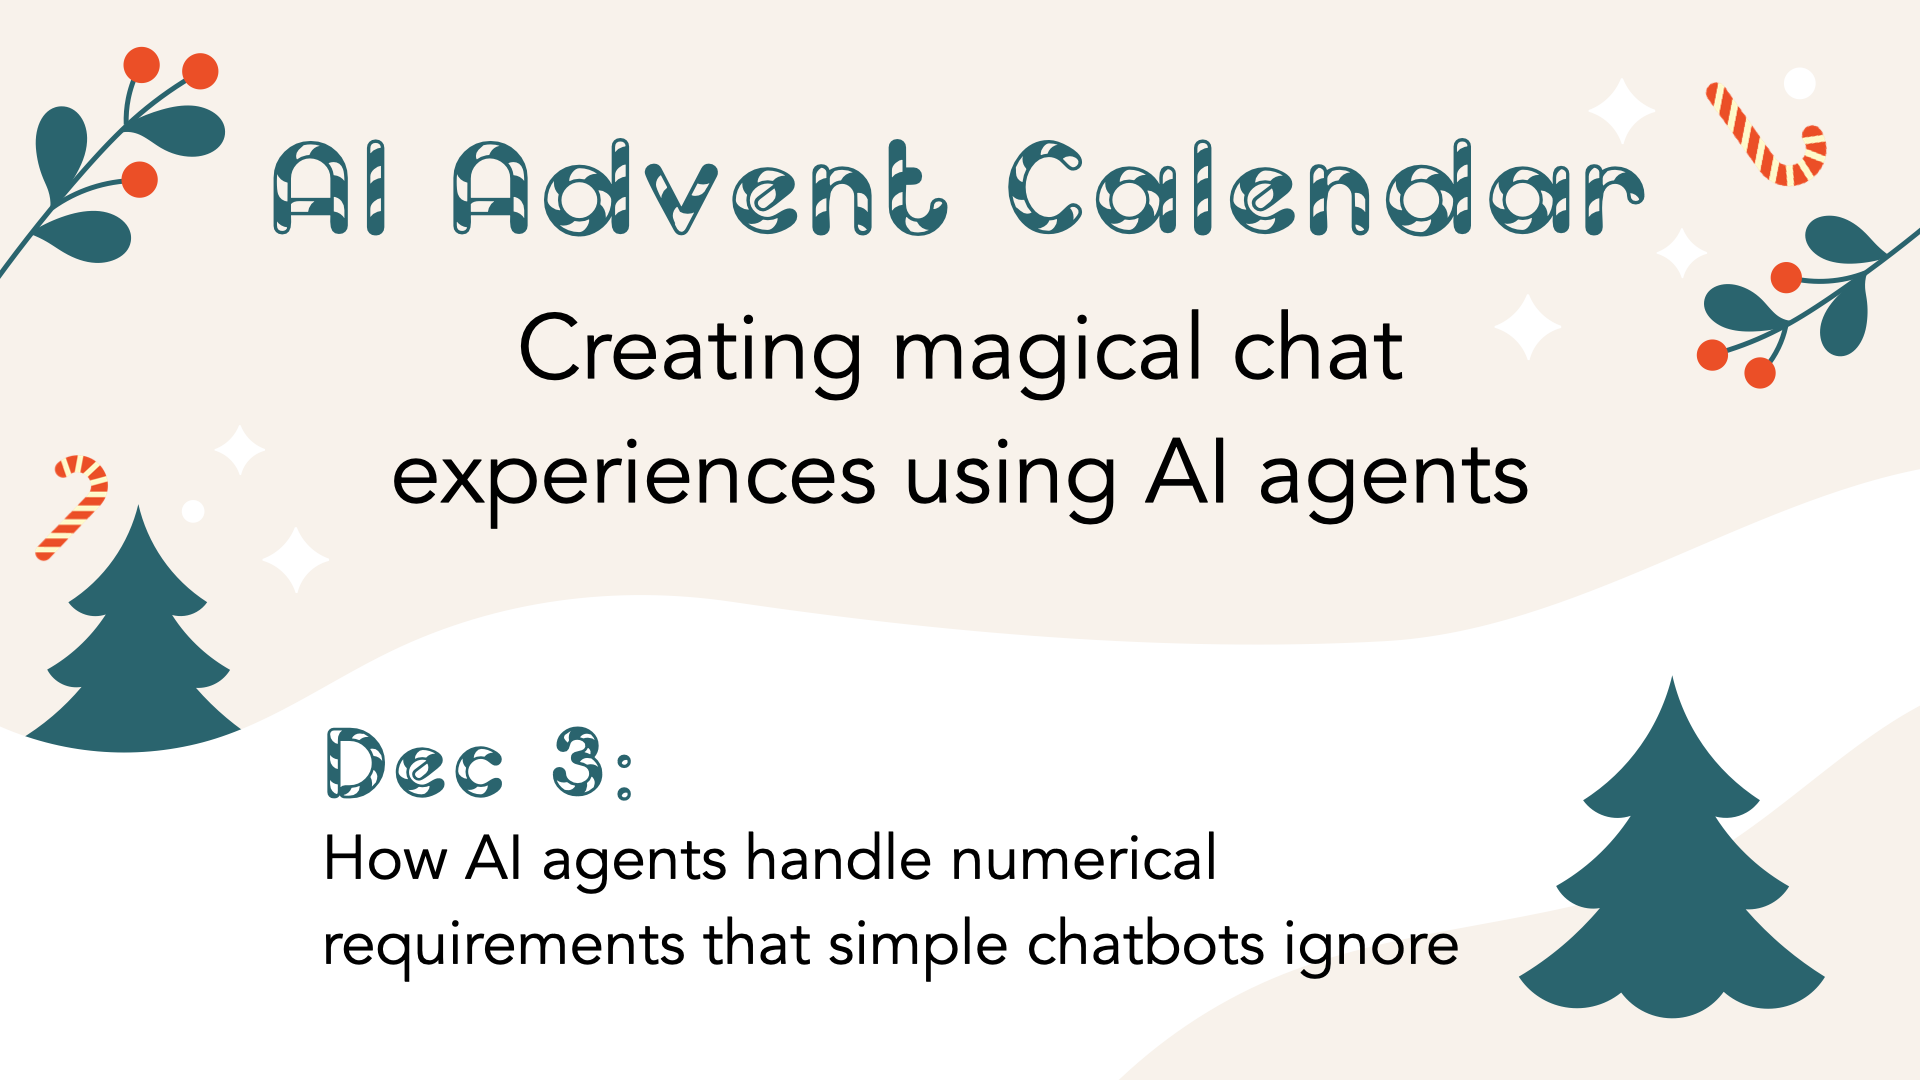 AI Advent Calendar
Creating magical chat
experiences using AI agents
Dec 3:
How AI agents handle numerical
requirements that simple chatbots ignore